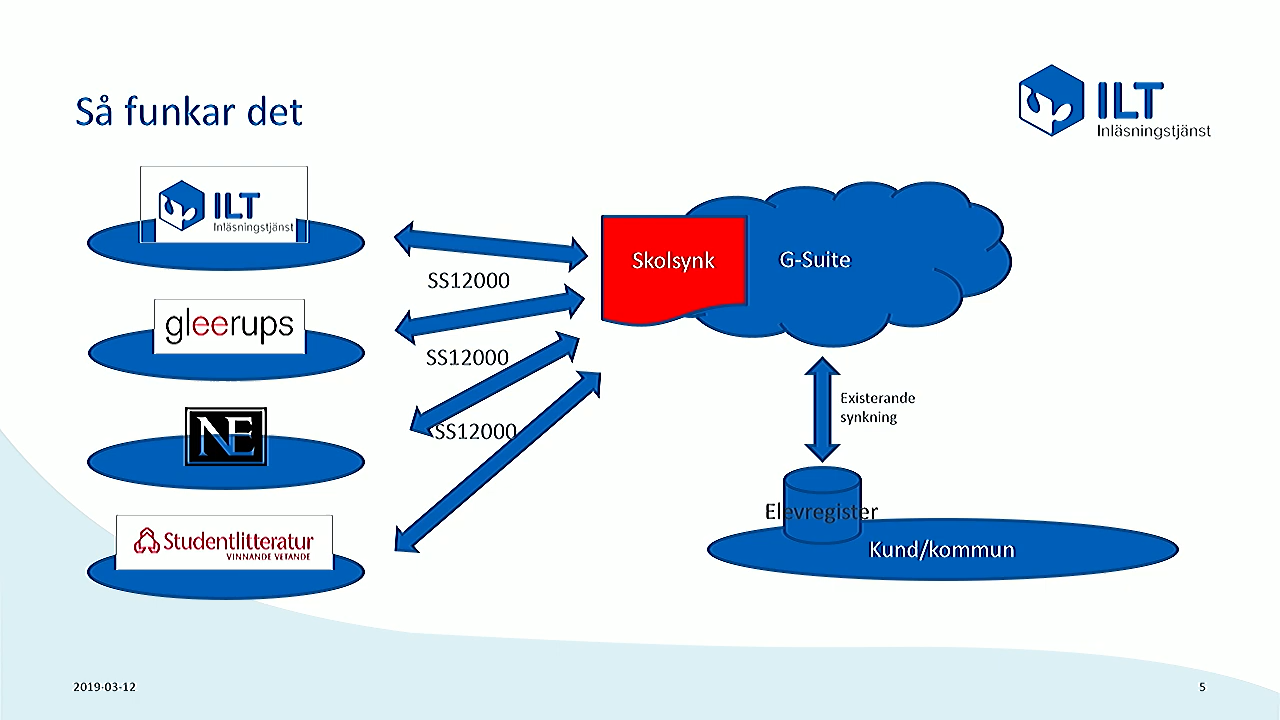 Så funkar det
ILT
Inläsningstjänst
ILT
Inläsningstjänst
SS12000
Skolsynk
G-Suite
gleerups
SS12000
NE
SS12000
Existerande
synkning
Studentlitteratur
VINNANDE VETANDE
Elevregister
Kund/kommun
2019-03-12
5